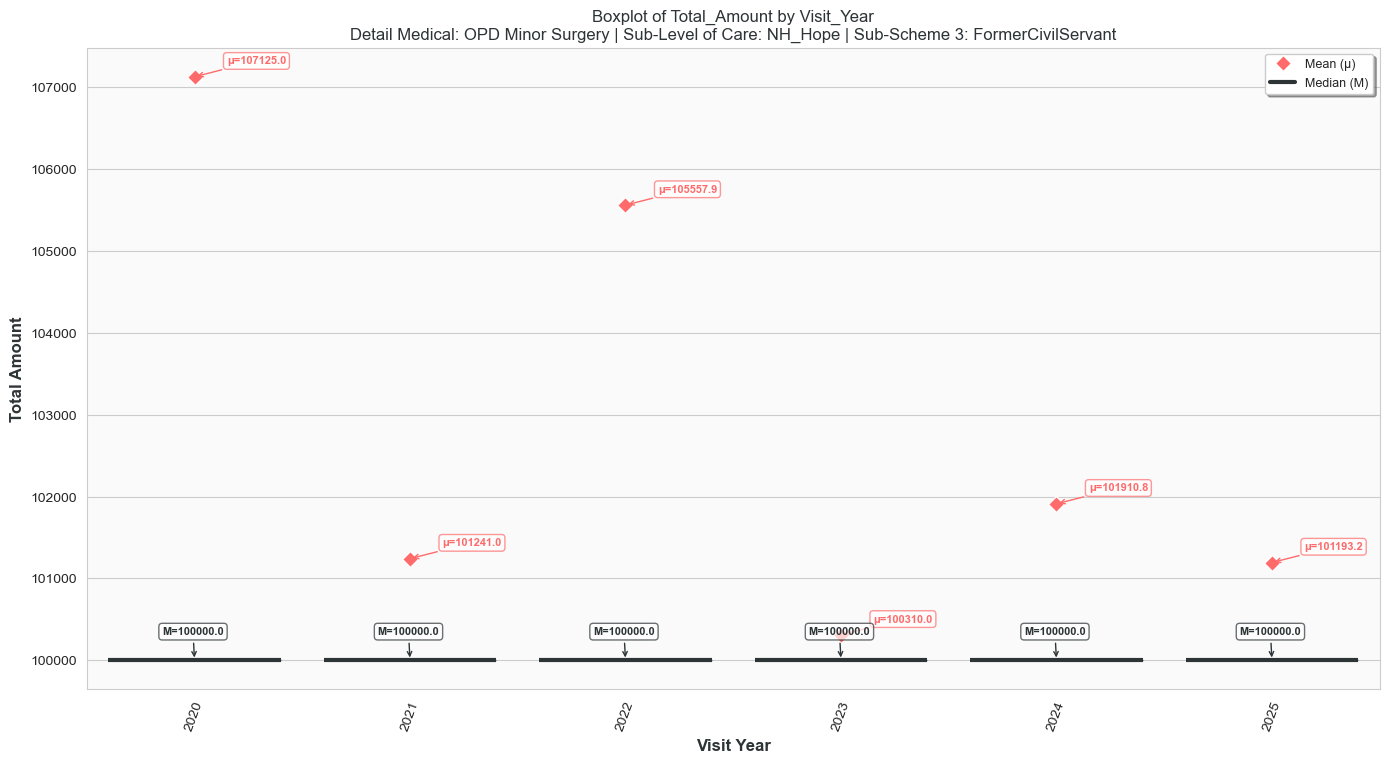 Boxplot of Total_Amount by Visit_Year
Detail Medical: OPD Minor Surgery | Sub-Level of Care: NH_Hope | Sub-Scheme 3: FormerCivilServant
Mean (μ)
Median (M)
Total Amount
107000
106000
105000
104000
103000
102000
101000
100000
μ=107125.0
μ=101241.0
μ=105557.9
μ=100310.0
μ=101910.8
μ=101193.2
M=100000.0
M=100000.0
M=100000.0
M=100000.0
M=100000.0
M=100000.0
2020
2021
2022
2023
2024
2025
Visit Year